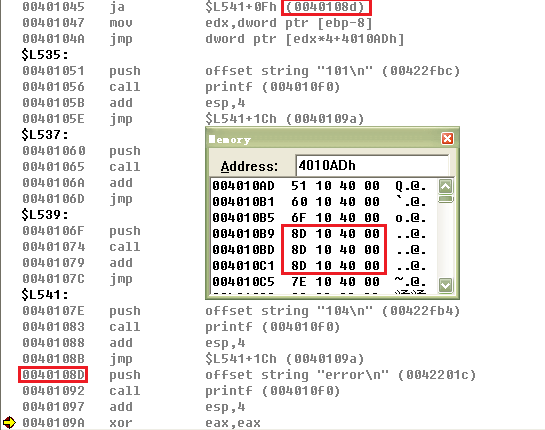 00401045 ja $L541+0Fh (0040108d)
00401047 mov edx,dword ptr [ebp-8]
0040104A jmp dword ptr [edx*4+4010ADh]
$L535:
00401051 push offset string "101\n" (00422fbc)
00401056 call printf (004010f0)
0040105B add esp,4
0040105E jmp $L541+1Ch (0040109a)
$L537:
00401060 push
00401065 call
0040106A add
0040106D jmp
$L539:
0040106F push
00401074 call
00401079 add
0040107C jmp
$L541:
0040107E push offset string "104\n" (00422fb4)
00401083 call printf (004010f0)
00401088 add esp,4
0040108B jmp $L541+1Ch (0040109a)
0040108D push offset string "error\n" (0042201c)
00401092 call printf (004010f0)
00401097 add esp,4
0040109A xor eax,eax
Memory
Address: 4010ADh
004010AD 51 10 40 00 Q.@.
004010B1 60 10 40 00 `.@.
004010B5 6F 10 40 00 o.@.
004010B9 8D 10 40 00 ..@.
004010BD 8D 10 40 00 ..@.
004010C1 8D 10 40 00 ..@.
004010C5 7E 10 40 00 ~.@.